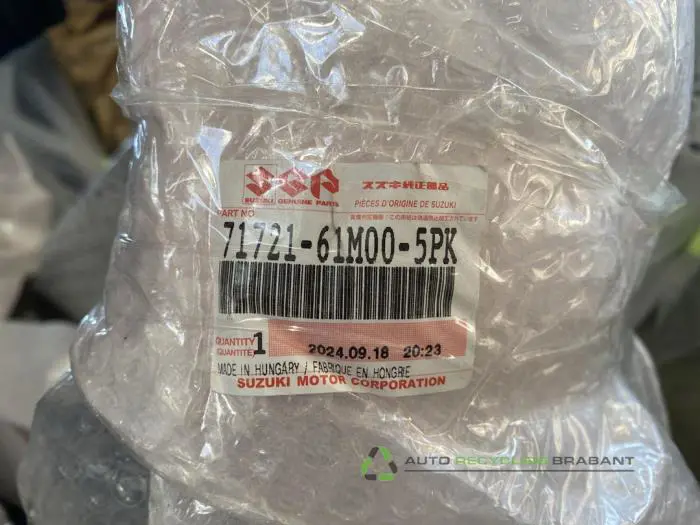 SGP
スズキ純正部品
SUZUKI GENUINE PARTS
PIÈCES D'ORIGINE DE SUZUKI
PART NO
71721-61M00-5PK
QUANTITY
(QUANTITÉ)
1
2024.09.18 20:23
MADE IN HUNGARY / FABRIQUE EN HONGRIE
SUZUKI MOTOR CORPORATION
AUTO RECYCLING BRABANT